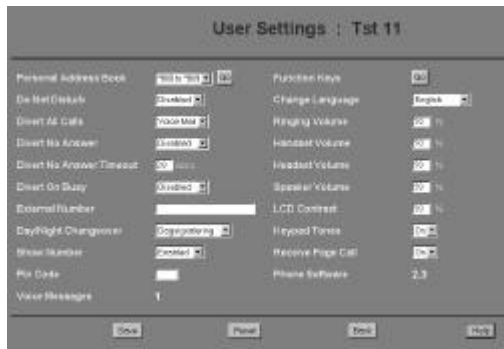 User Settings : Tst 11
Personal Address Book Go
Do Not Disturb Disabled
Divert All Calls Voice Mail
Divert No Answer Disabled
Divert No Answer Timeout 20 secs
Divert On Busy Disabled
External Number
Day/Night Changeover
Show Number Enabled
Pin Code
Voice Messages 1
Function Keys Go
Change Language English
Ringing Volume %
Handset Volume %
Headset Volume %
Speaker Volume %
LCD Contrast %
Keypad Tones On
Receive Page Call On
Phone Software 2.3
Save Reset Back Help